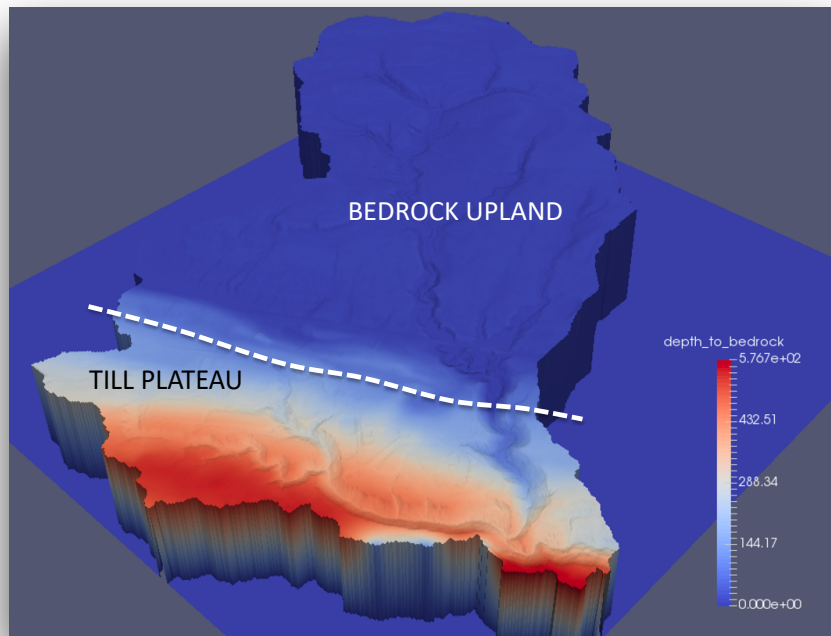 BEDROCK UPLAND
TILL PLATEAU
depth_to_bedrock
5.767e+02
432.51
288.34
144.17
0.000e+00